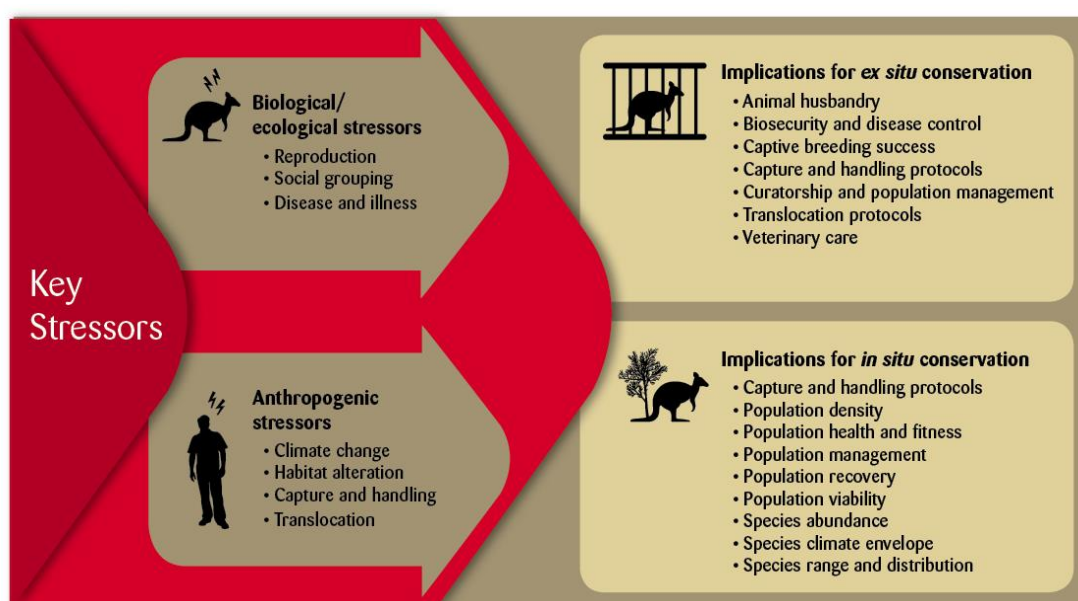 Key
Stressors
Biological/
ecological stressors
• Reproduction
• Social grouping
• Disease and illness
Anthropogenic
stressors
• Climate change
• Habitat alteration
• Capture and handling
• Translocation
Implications for ex situ conservation
• Animal husbandry
• Biosecurity and disease control
• Captive breeding success
• Capture and handling protocols
• Curatorship and population management
• Translocation protocols
• Veterinary care
Implications for in situ conservation
• Capture and handling protocols
• Population density
• Population health and fitness
• Population management
• Population recovery
• Population viability
• Species abundance
• Species climate envelope
• Species range and distribution